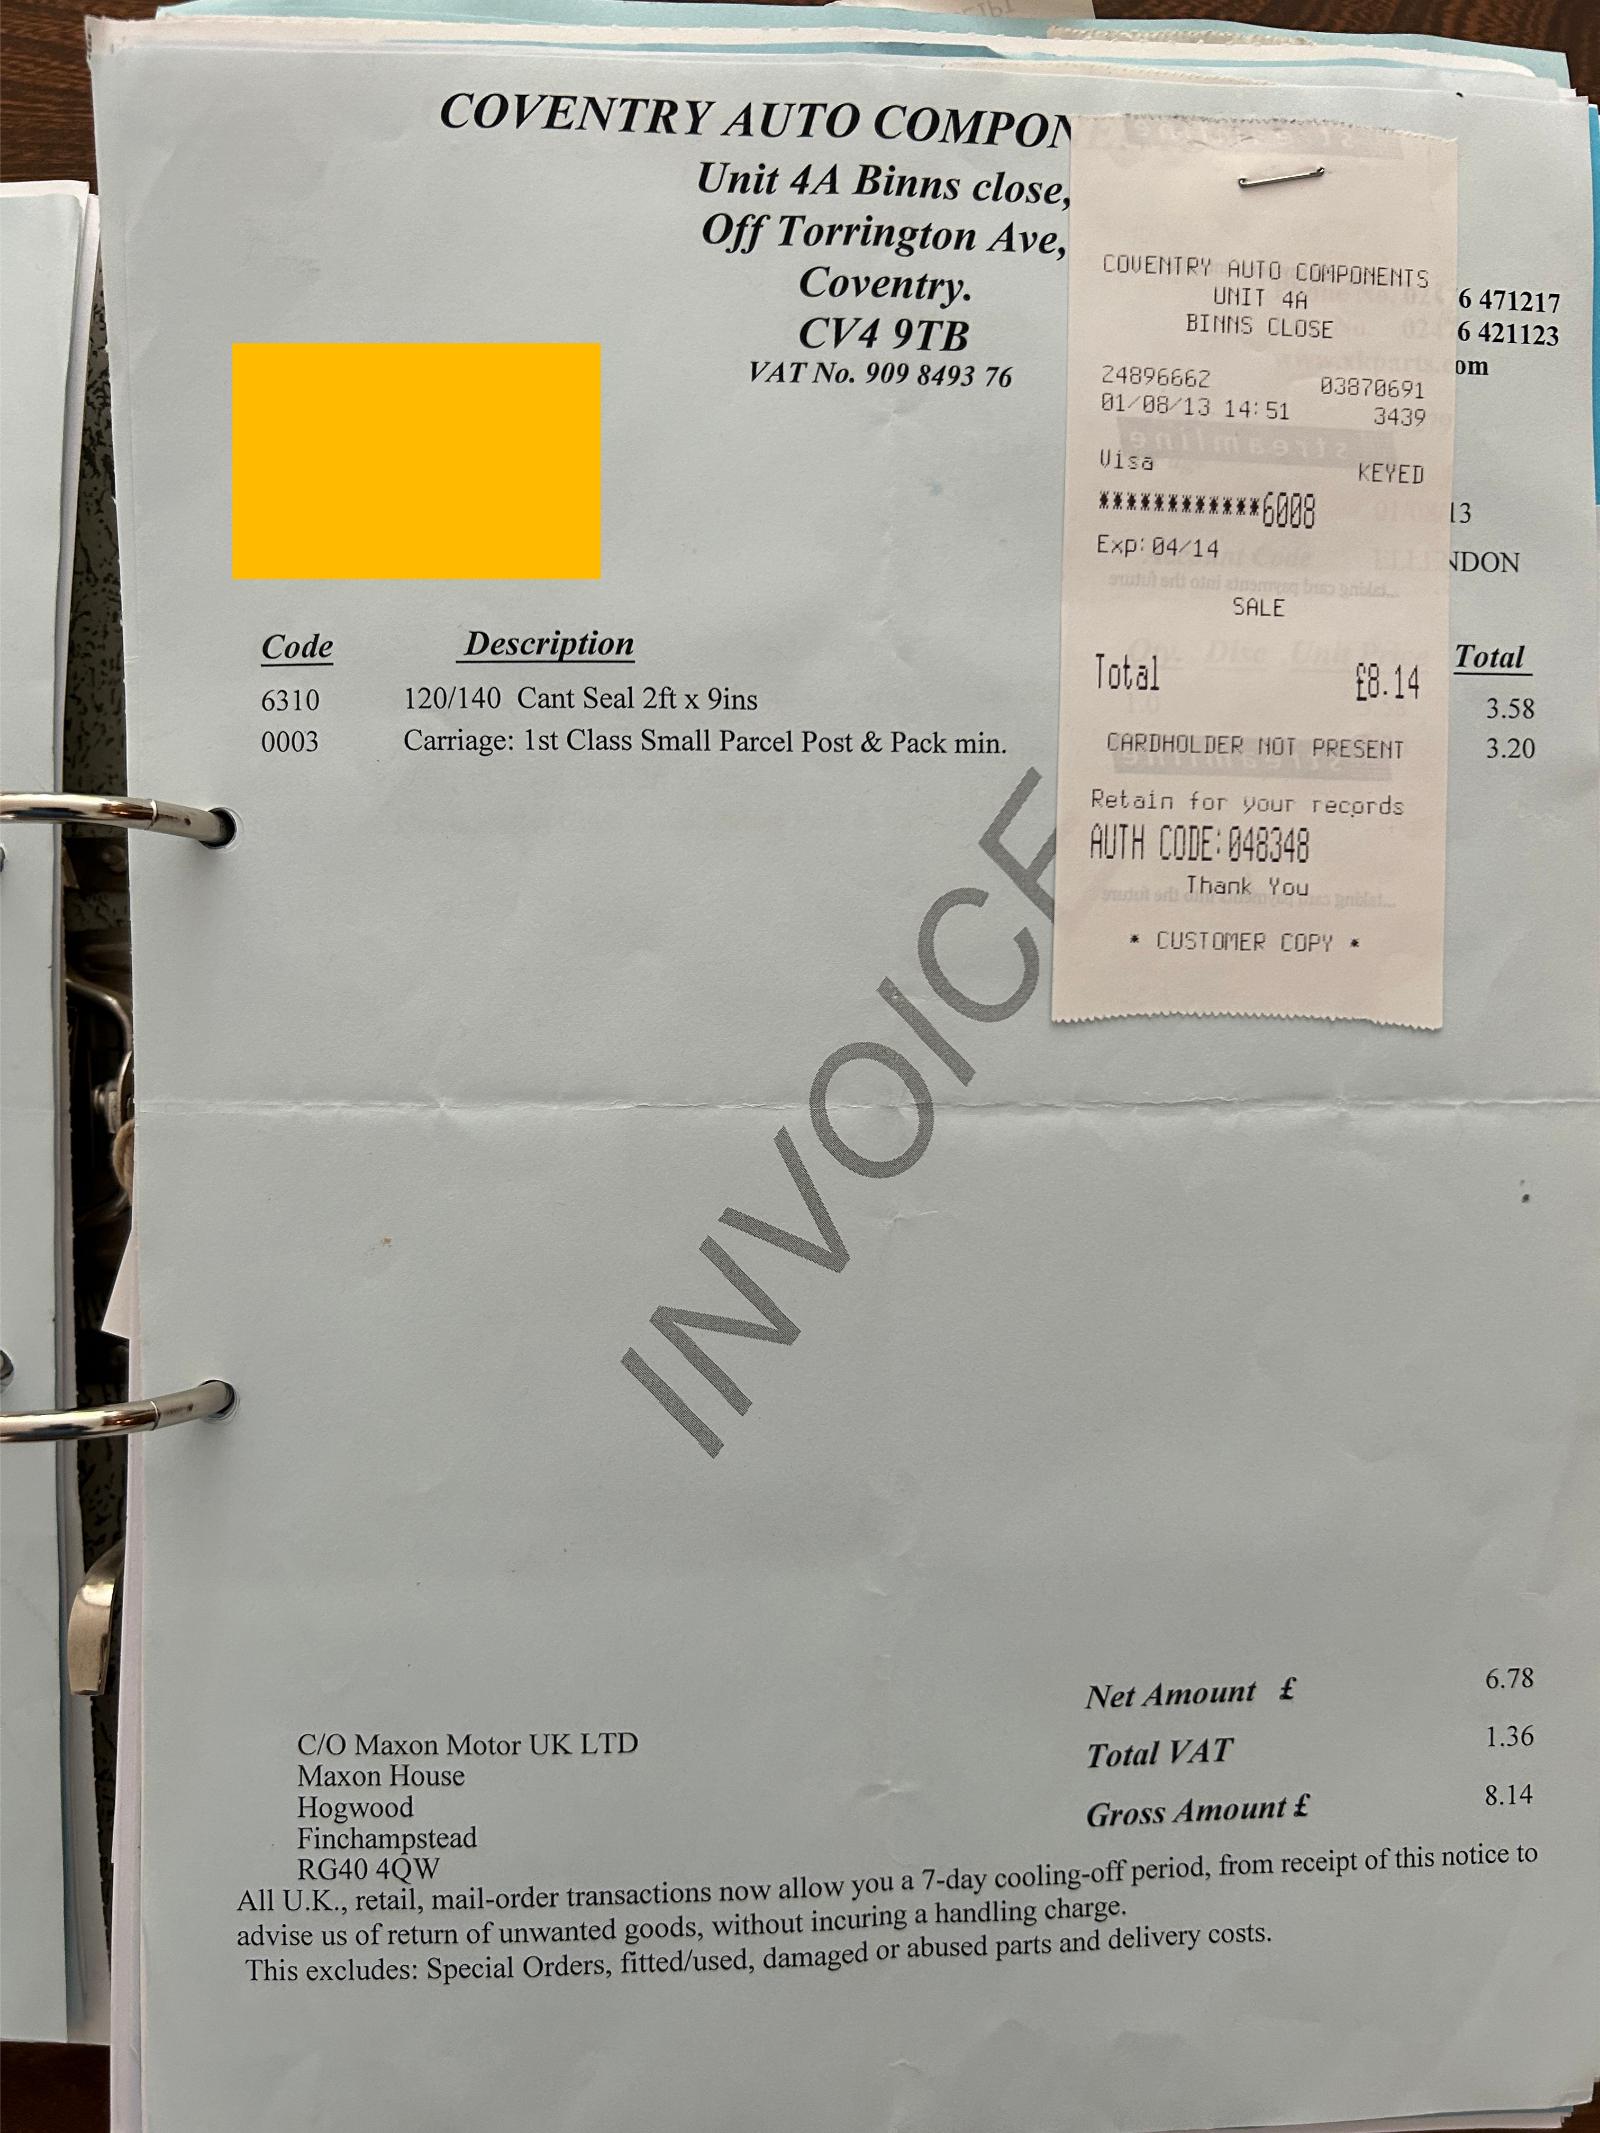 COVENTRY AUTO COMPON
Unit 4A Binns close,
Off Torrington Ave,
Coventry.
CV4 9TB
VAT No. 909 8493 76
6 471217
6 421123
om
13
NDON
Code Description Total
6310 120/140 Cant Seal 2ft x 9ins 3.58
0003 Carriage: 1st Class Small Parcel Post & Pack min. 3.20
COVENTRY AUTO COMPONENTS
UNIT 4A
BINNS CLOSE
24896662 03870691
01/08/13 14:51 3439
Visa KEYED
************6008
Exp:04/14
SALE
Total £8.14
CARDHOLDER NOT PRESENT
Retain for your records
AUTH CODE:048348
Thank You
* CUSTOMER COPY *
INVOICE
Net Amount £ 6.78
Total VAT 1.36
Gross Amount £ 8.14
C/O Maxon Motor UK LTD
Maxon House
Hogwood
Finchampstead
RG40 4QW
All U.K., retail, mail-order transactions now allow you a 7-day cooling-off period, from receipt of this notice to
advise us of return of unwanted goods, without incuring a handling charge.
This excludes: Special Orders, fitted/used, damaged or abused parts and delivery costs.